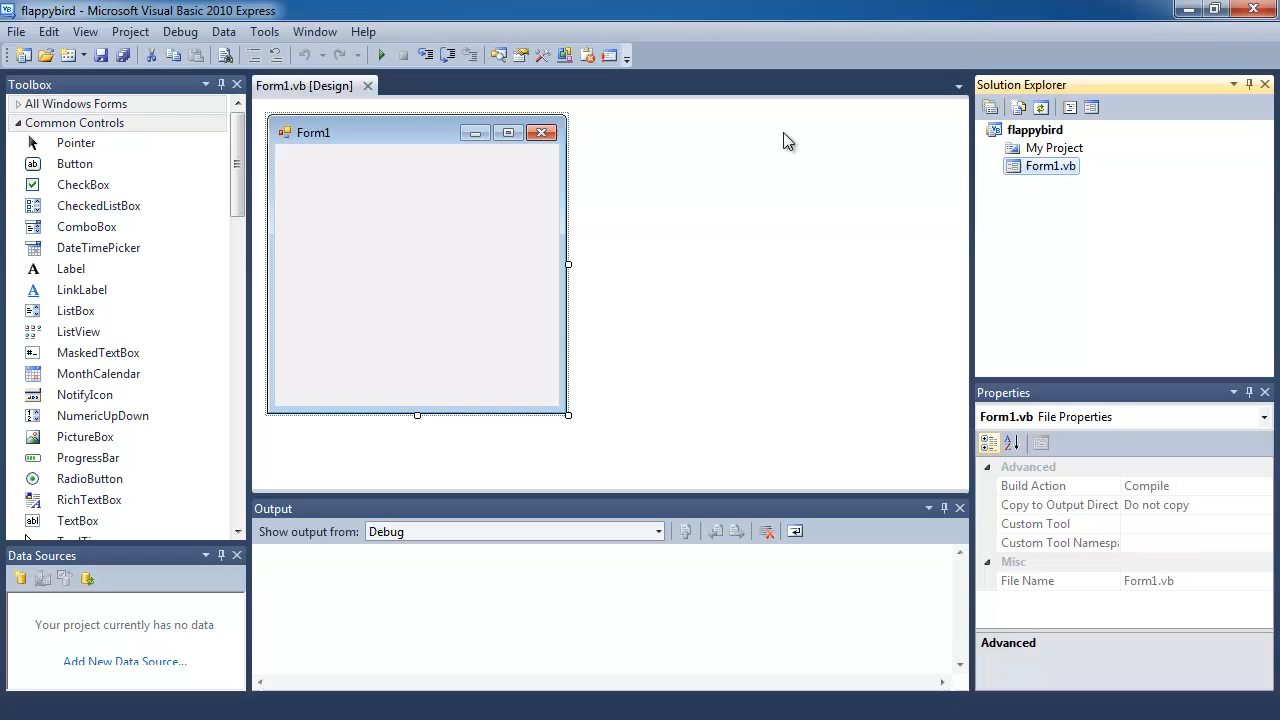 flappybird - Microsoft Visual Basic 2010 Express
File Edit View Project Debug Data Tools Window Help
Toolbox
All Windows Forms
Common Controls
Pointer
Button
CheckBox
CheckedListBox
ComboBox
DateTimePicker
Label
LinkLabel
ListBox
ListView
MaskedTextBox
MonthCalendar
NotifyIcon
NumericUpDown
PictureBox
ProgressBar
RadioButton
RichTextBox
TextBox
Data Sources
Your project currently has no data
Add New Data Source...
Form1.vb [Design]
Form1
Output
Show output from: Debug
Solution Explorer
flappybird
My Project
Form1.vb
Properties
Form1.vb File Properties
Advanced
Build Action Compile
Copy to Output Direct Do not copy
Custom Tool
Custom Tool Namesp
Misc
File Name Form1.vb
Advanced